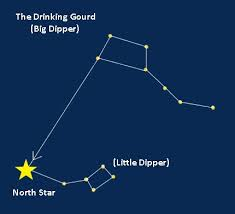 The Drinking Gourd
(Big Dipper)
(Little Dipper)
North Star